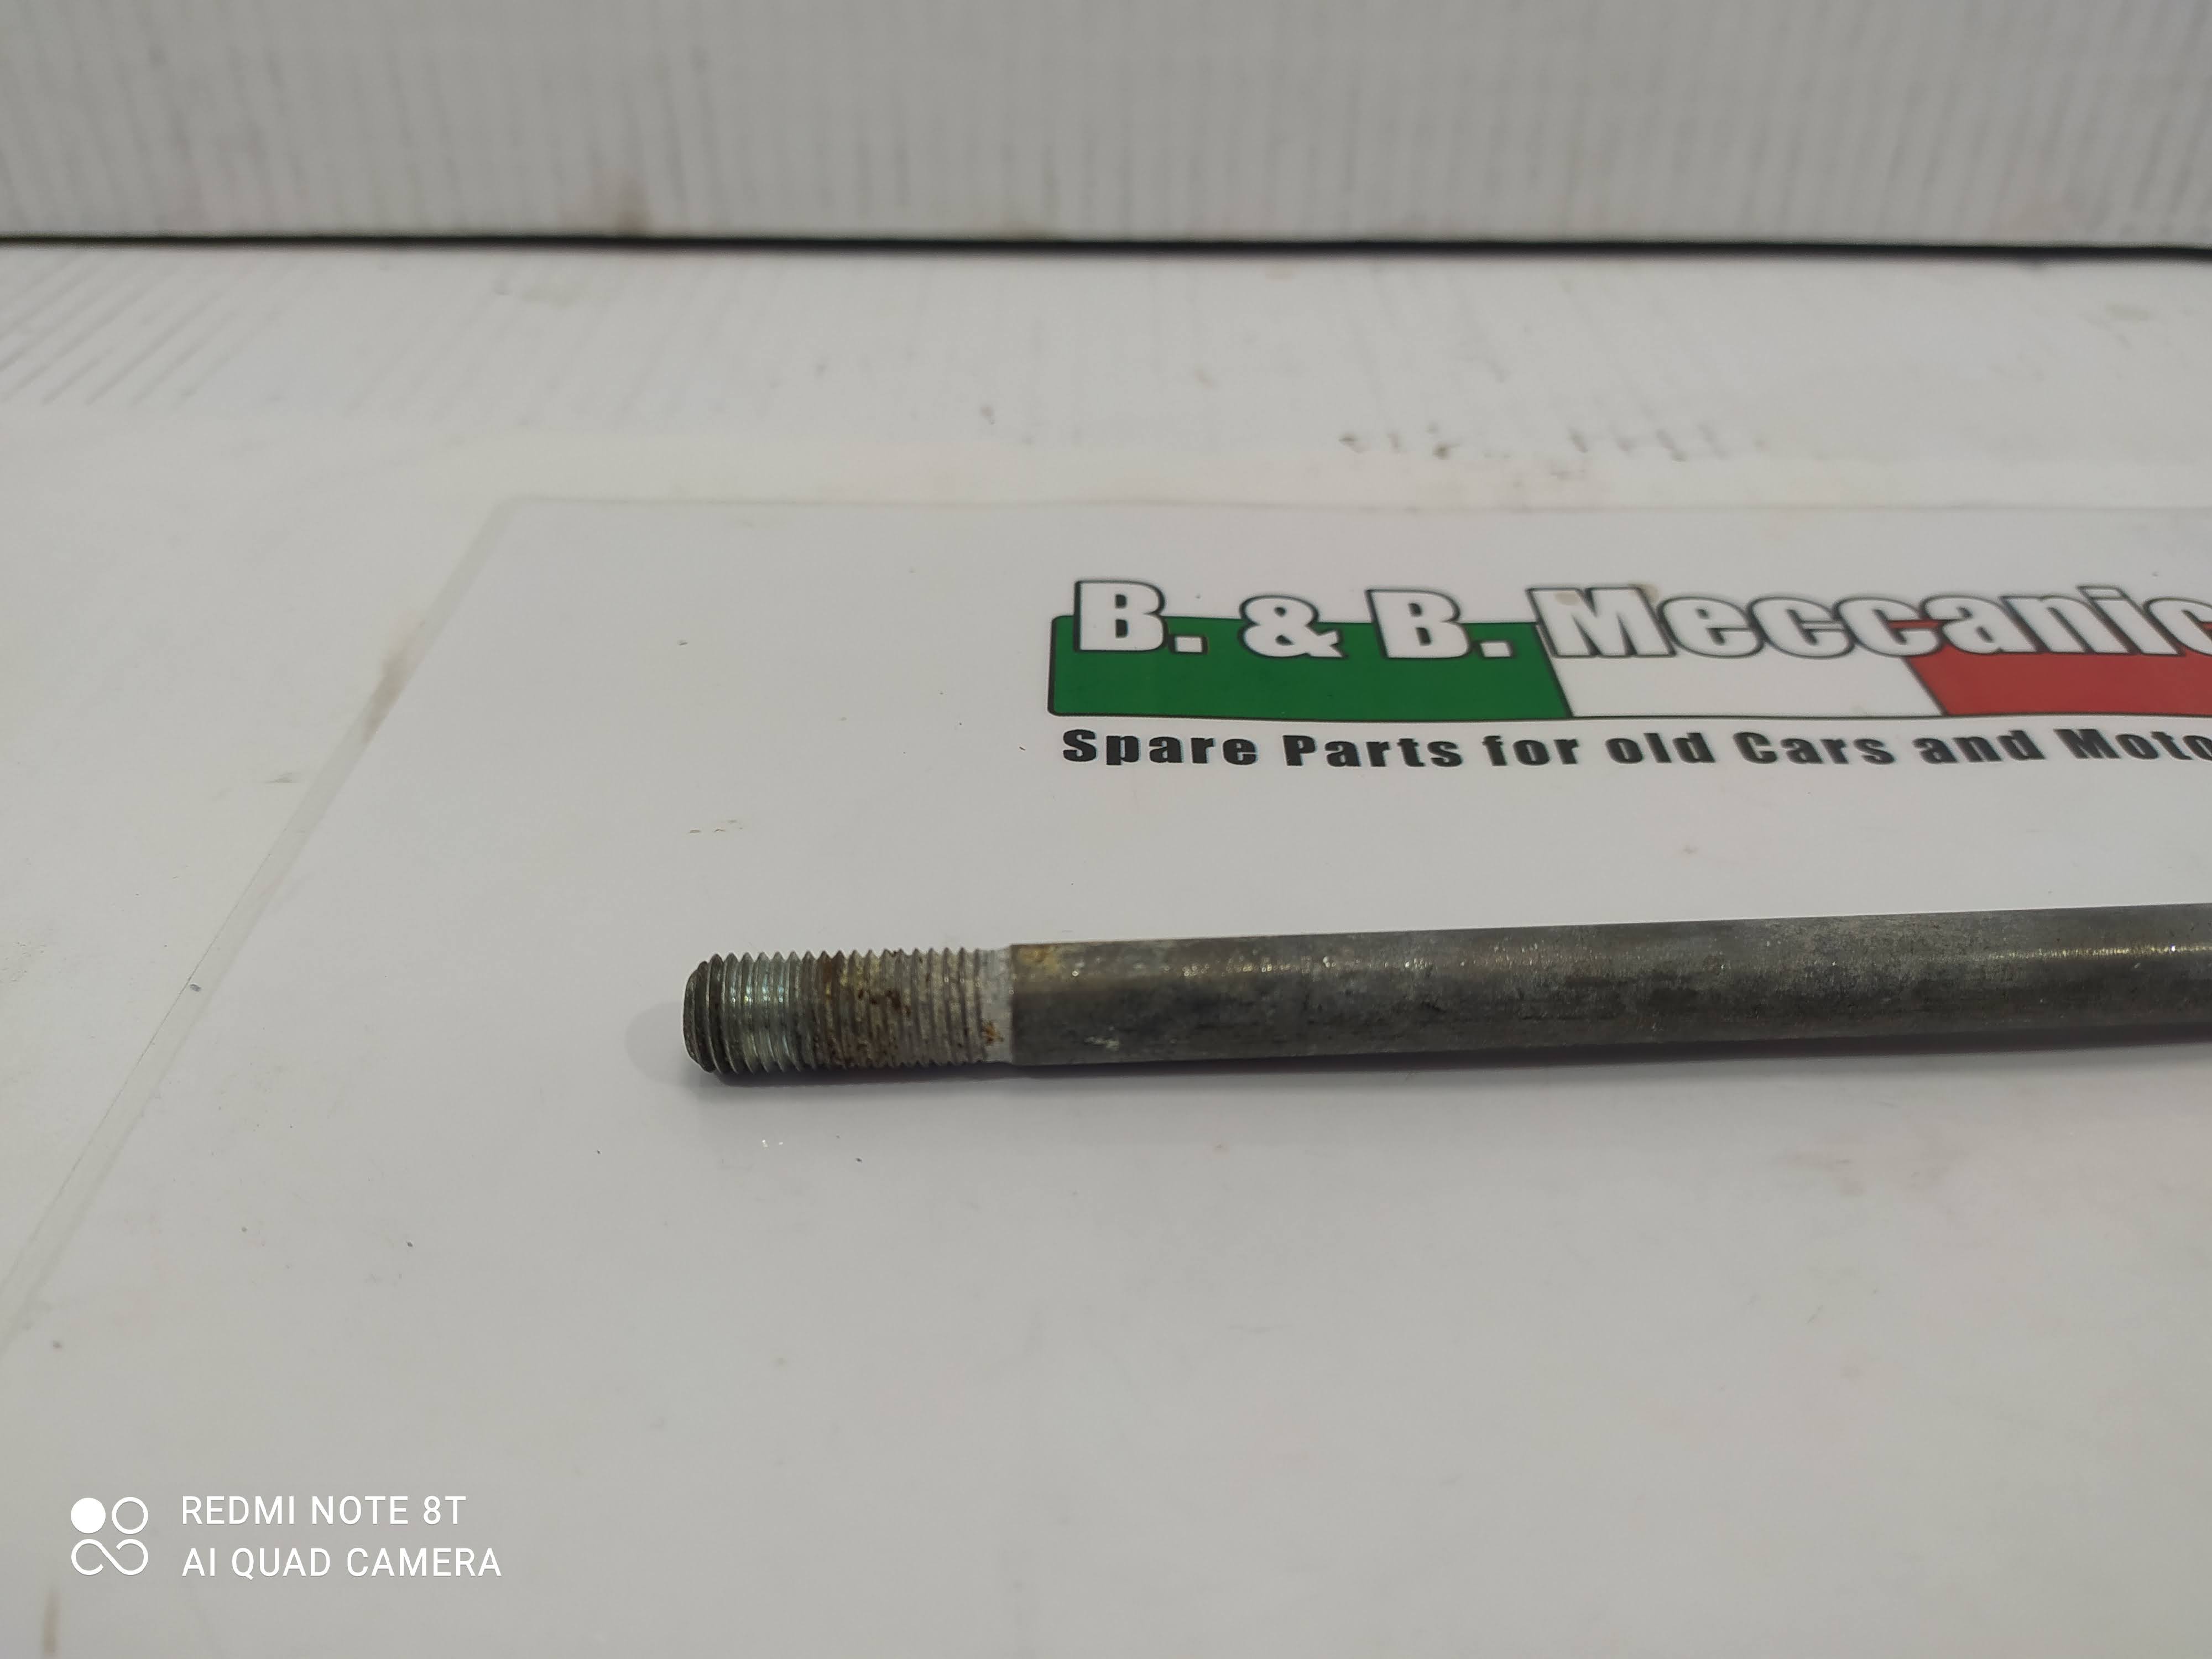 B. & B. Meccanic
Spare Parts for old Cars and Moto
REDMI NOTE 8T
AI QUAD CAMERA